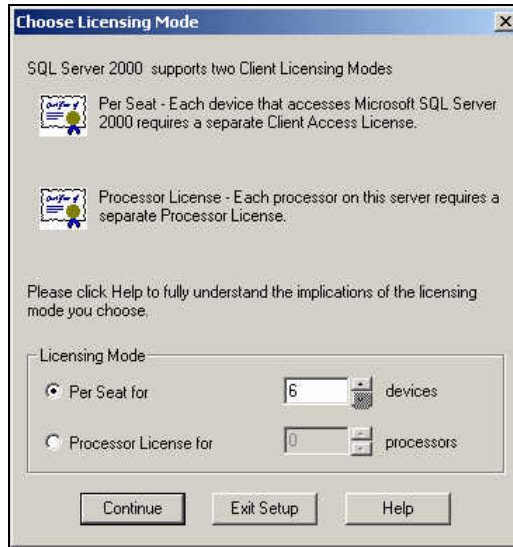 Choose Licensing Mode
SQL Server 2000 supports two Client Licensing Modes
Per Seat - Each device that accesses Microsoft SQL Server
2000 requires a separate Client Access License.
Processor License - Each processor on this server requires a
separate Processor License.
Please click Help to fully understand the implications of the licensing
mode you choose.
Licensing Mode
Per Seat for 6 devices
Processor License for 0 processors
Continue Exit Setup Help